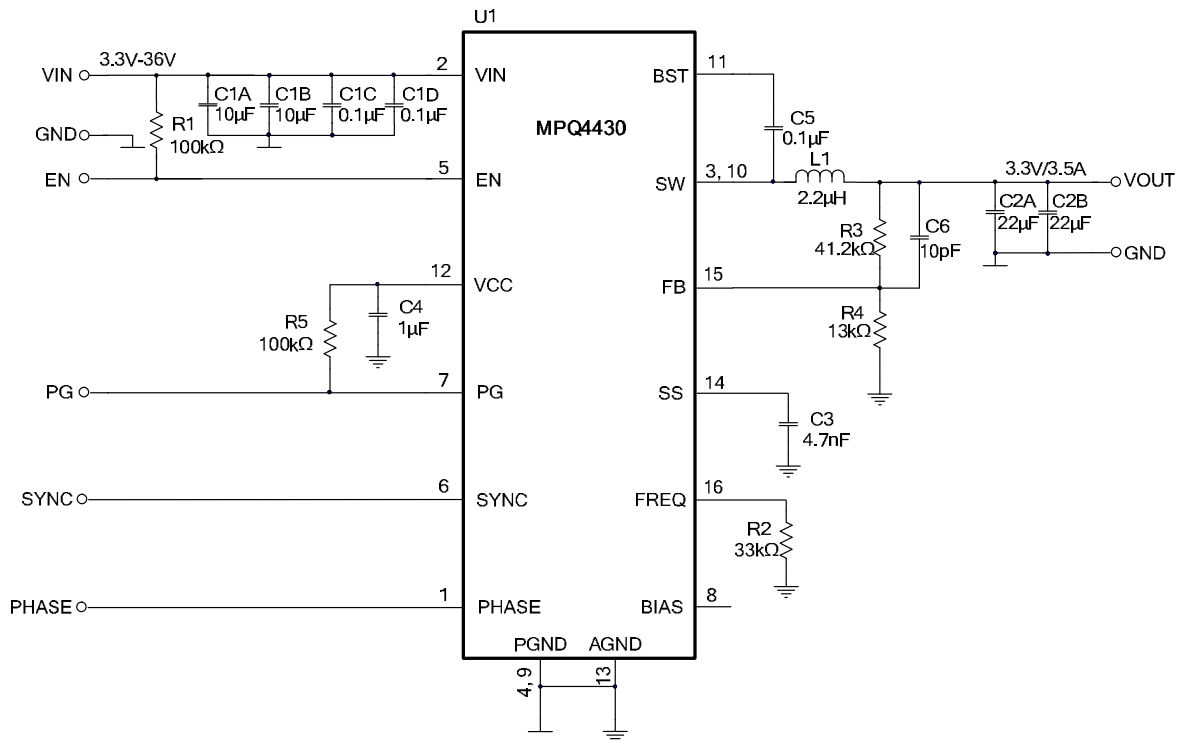 U1
MPQ4430
3.3V-36V
VIN
GND
EN
R1
100kΩ
C1A
10µF
C1B
10µF
C1C
0.1µF
C1D
0.1µF
2
VIN
5
EN
12
VCC
C4
1µF
R5
100kΩ
PG
7
PG
SYNC
6
SYNC
PHASE
1
PHASE
PGND
AGND
4, 9
13
BST
11
C5
0.1µF
SW
3, 10
L1
2.2µH
3.3V/3.5A
VOUT
C2A
22µF
C2B
22µF
GND
R3
41.2kΩ
C6
10pF
FB
15
R4
13kΩ
SS
14
C3
4.7nF
FREQ
16
R2
33kΩ
BIAS
8